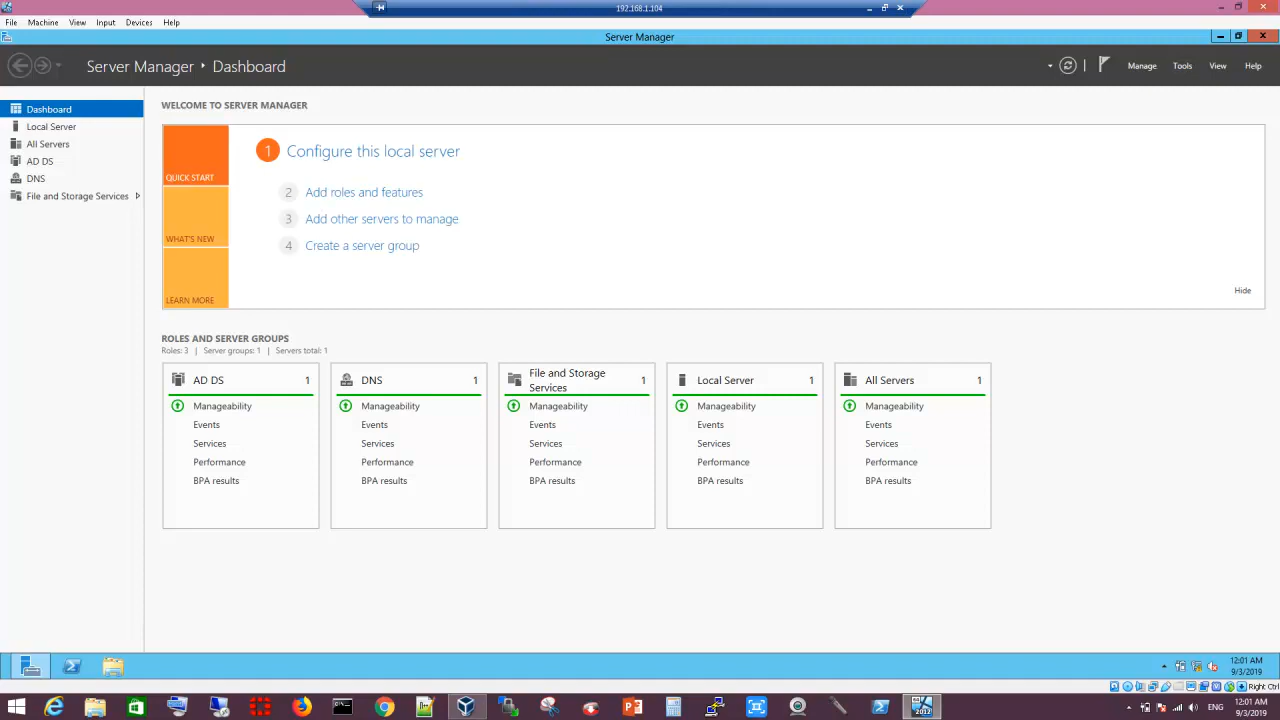 192.168.1.104
File Machine View Input Devices Help
Server Manager
Server Manager • Dashboard
Manage Tools View Help
Dashboard
Local Server
All Servers
AD DS
DNS
File and Storage Services
WELCOME TO SERVER MANAGER
QUICK START
WHAT'S NEW
LEARN MORE
1 Configure this local server
2 Add roles and features
3 Add other servers to manage
4 Create a server group
Hide
ROLES AND SERVER GROUPS
Roles: 3 | Server groups: 1 | Servers total: 1
AD DS 1
Manageability
Events
Services
Performance
BPA results
DNS 1
Manageability
Events
Services
Performance
BPA results
File and Storage
Services 1
Manageability
Events
Services
Performance
BPA results
Local Server 1
Manageability
Events
Services
Performance
BPA results
All Servers 1
Manageability
Events
Services
Performance
BPA results
12:01 AM
9/3/2019
Right Ctrl
2012
ENG
12:01 AM
9/3/2019